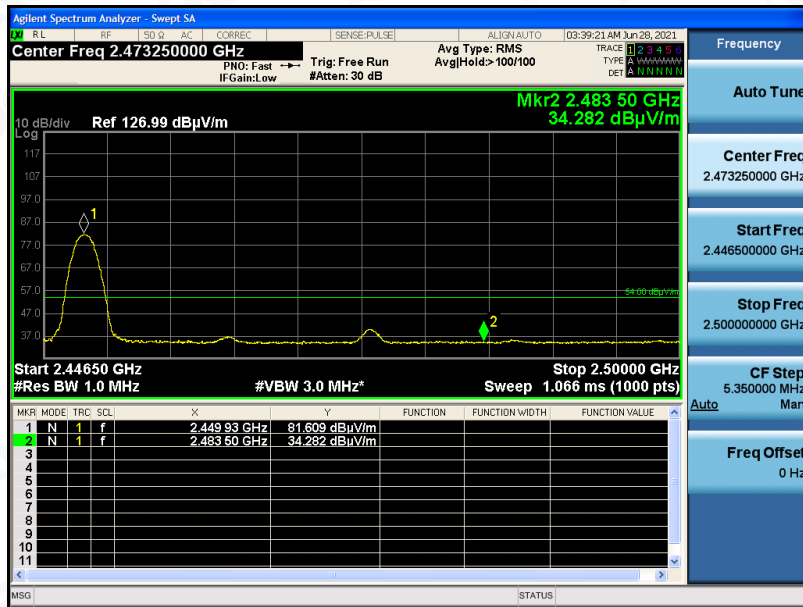 Agilent Spectrum Analyzer - Swept SA
LXI RL RF 50 Ω AC CORREC SENSE:PULSE ALIGN AUTO 03:39:21 AM Jun 28, 2021
Center Freq 2.473250000 GHz
PNO: Fast
IFGain:Low
Trig: Free Run
#Atten: 30 dB
Avg Type: RMS
Avg|Hold:>100/100
TRACE 1 2 3 4 5 6
TYPE A WWWWW
DET A N N N N N
Mkr2 2.483 50 GHz
34.282 dBµV/m
10 dB/div Ref 126.99 dBµV/m
Log
117
107
97.0
87.0
77.0
67.0
57.0
47.0
37.0
1
2
54.00 dBµV/m
Start 2.44650 GHz Stop 2.50000 GHz
#Res BW 1.0 MHz #VBW 3.0 MHz* Sweep 1.066 ms (1000 pts)
MKR MODE TRC SCL X Y FUNCTION FUNCTION WIDTH FUNCTION VALUE
1 N 1 f 2.449 93 GHz 81.609 dBµV/m
2 N 1 f 2.483 50 GHz 34.282 dBµV/m
3
4
5
6
7
8
9
10
11
MSG STATUS
Frequency
Auto Tune
Center Freq
2.473250000 GHz
Start Freq
2.446500000 GHz
Stop Freq
2.500000000 GHz
CF Step
5.350000 MHz
Auto Man
Freq Offset
0 Hz